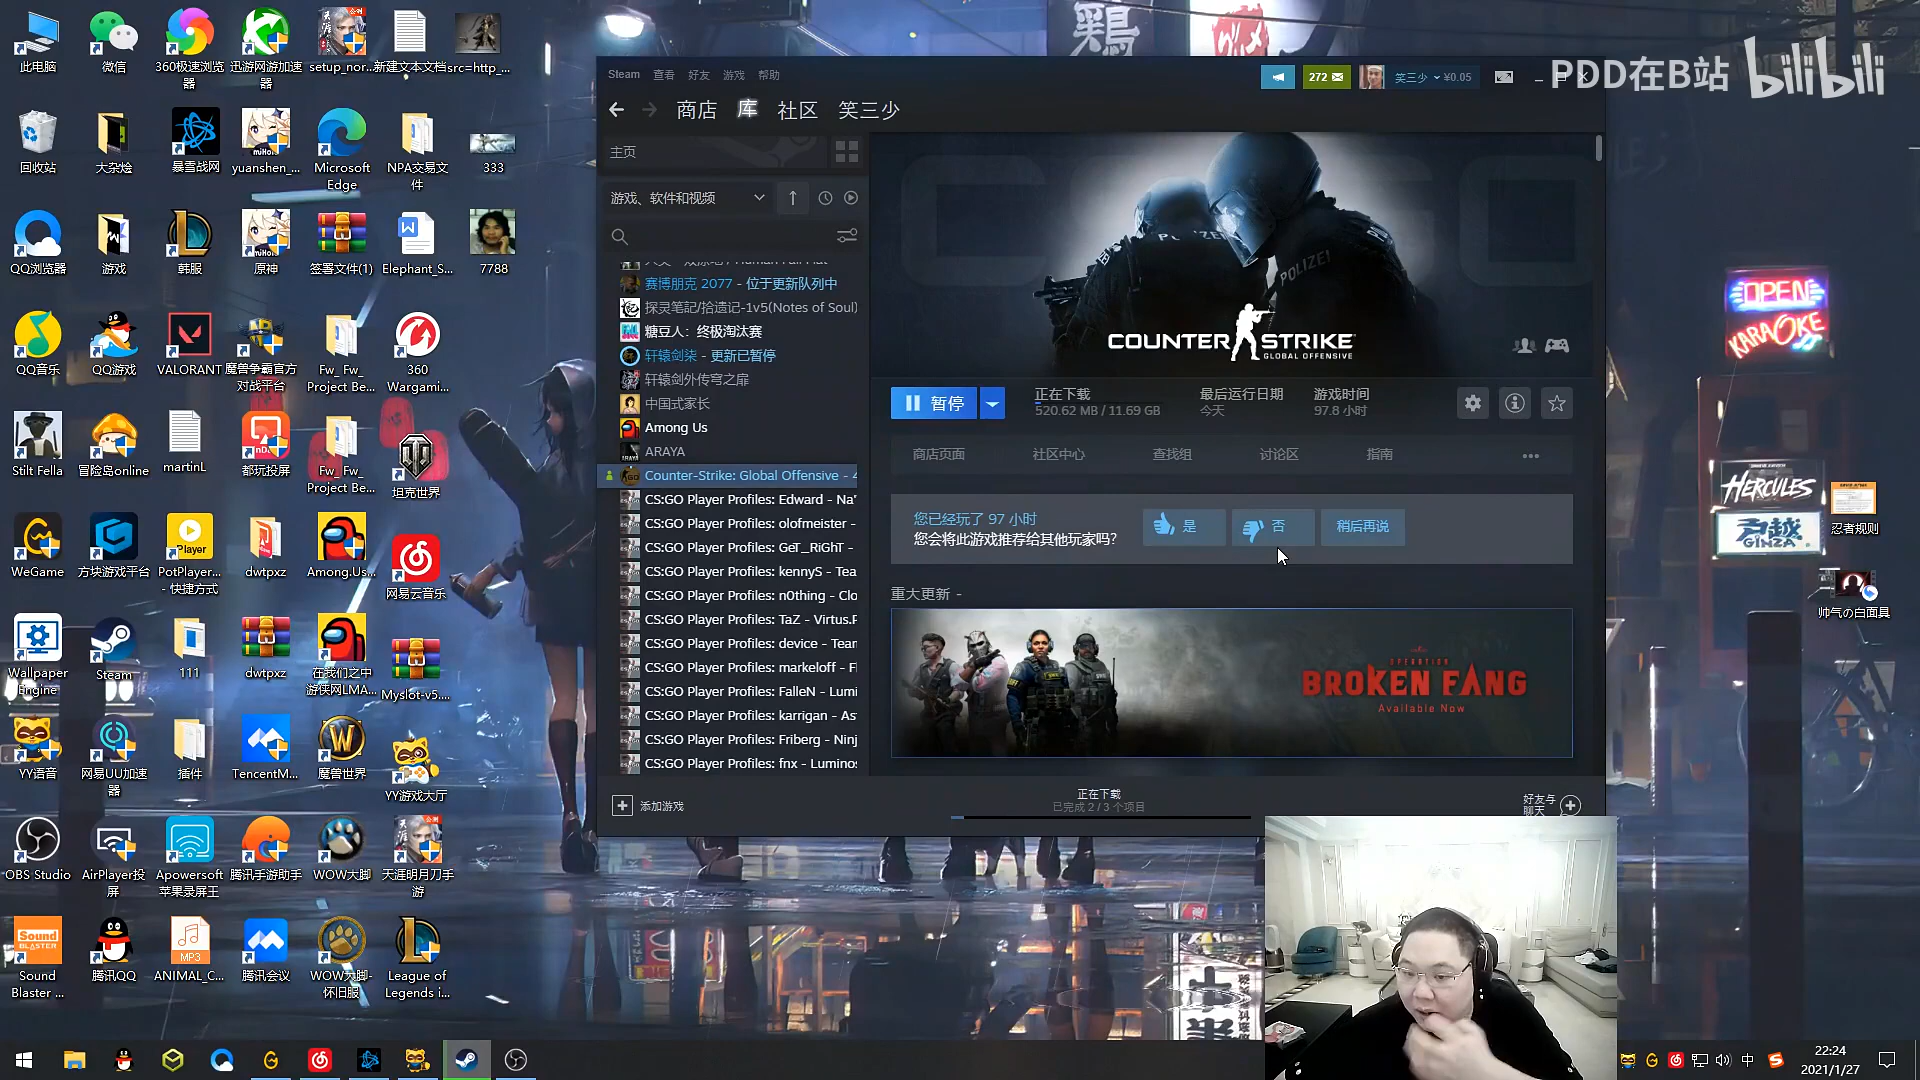 PDD在B站 bilibili
此电脑
微信
360极速浏览器
迅游网游加速器
setup_nor...
新建文本文档
src=http_...
回收站
大杂烩
暴雪战网
yuanshen_...
Microsoft Edge
NPA交易文件
333
QQ浏览器
游戏
韩服
原神
签署文件(1)
Elephant_S...
7788
QQ音乐
QQ游戏
VALORANT
魔兽争霸官方对战平台
Fw_ Fw_ Project Be...
360 Wargami...
Stilt Fella
冒险岛online
martinL
都玩投屏
Fw_ Fw_ Project Be...
坦克世界
WeGame
方块游戏平台
PotPlayer... - 快捷方式
dwtpxz
Among.Us...
网易云音乐
Wallpaper Engine
Steam
111
dwtpxz
在我们之中游侠网LMA...
Myslot-v5....
YY语音
网易UU加速器
插件
TencentM...
魔兽世界
YY游戏大厅
OBS Studio
AirPlayer投屏
Apowersoft苹果录屏王
腾讯手游助手
WOW大脚
天涯明月刀手游
Sound Blaster ...
腾讯QQ
ANIMAL_C...
腾讯会议
WOW大脚-怀旧服
League of Legends i...
Steam 查看 好友 游戏 帮助
272
笑三少 ¥0.05
商店 库 社区 笑三少
主页
游戏、软件和视频
赛博朋克 2077 - 位于更新队列中
探灵笔记/拾遗记-1v5(Notes of Soul)
糖豆人：终极淘汰赛
轩辕剑柒 - 更新已暂停
轩辕剑外传穹之扉
中国式家长
Among Us
ARAYA
Counter-Strike: Global Offensive - 4
CS:GO Player Profiles: Edward - Na'
CS:GO Player Profiles: olofmeister -
CS:GO Player Profiles: GeT_RiGhT -
CS:GO Player Profiles: kennyS - Tea
CS:GO Player Profiles: n0thing - Clo
CS:GO Player Profiles: TaZ - Virtus.F
CS:GO Player Profiles: device - Tean
CS:GO Player Profiles: markeloff - Fl
CS:GO Player Profiles: FalleN - Lumi
CS:GO Player Profiles: karrigan - As
CS:GO Player Profiles: Friberg - Ninj
CS:GO Player Profiles: fnx - Luminos
添加游戏
POLIZEI
COUNTER STRIKE
GLOBAL OFFENSIVE
暂停
正在下载
520.62 MB / 11.69 GB
最后运行日期
今天
游戏时间
97.8 小时
商店页面 社区中心 查找组 讨论区 指南
您已经玩了 97 小时
您会将此游戏推荐给其他玩家吗?
是
否
稍后再说
重大更新 -
OPERATION
BROKEN FANG
Available Now
正在下载
已完成 2 / 3 个项目
好友与聊天
OPEN
KARAOKE
HERCULES
GINZA
忍者规则
帅气の白面具
中
22:24
2021/1/27